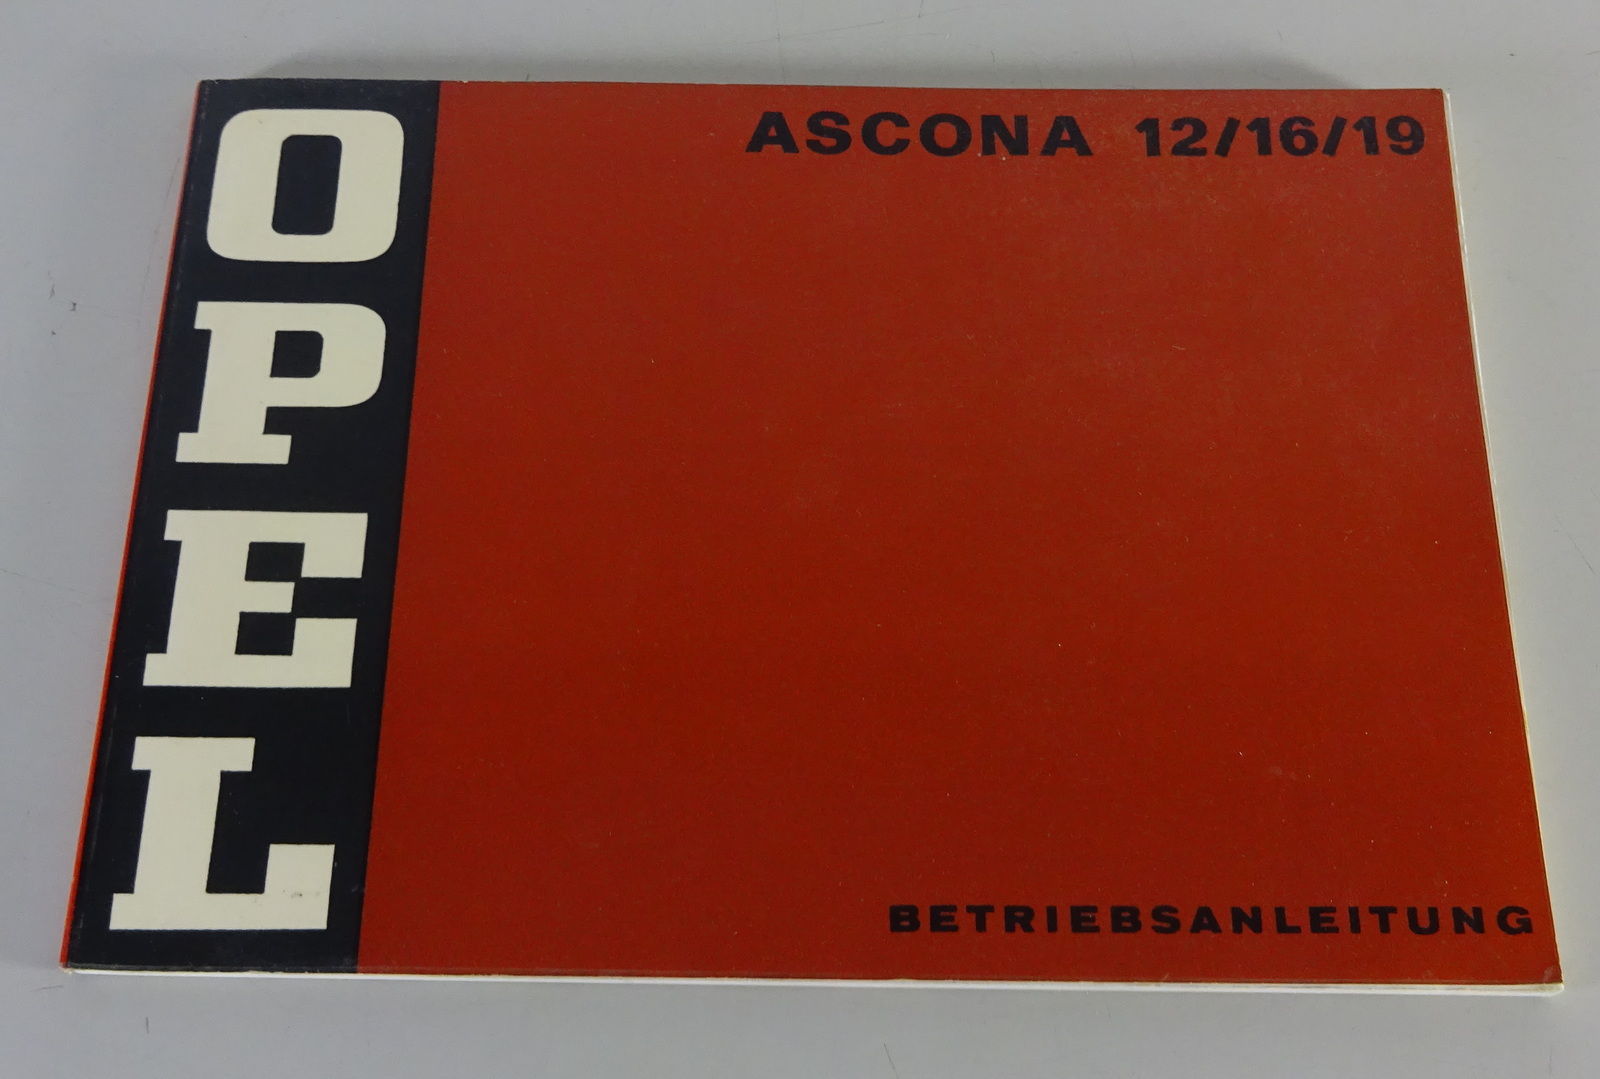 OPEL
ASCONA 12/16/19
BETRIEBSANLEITUNG